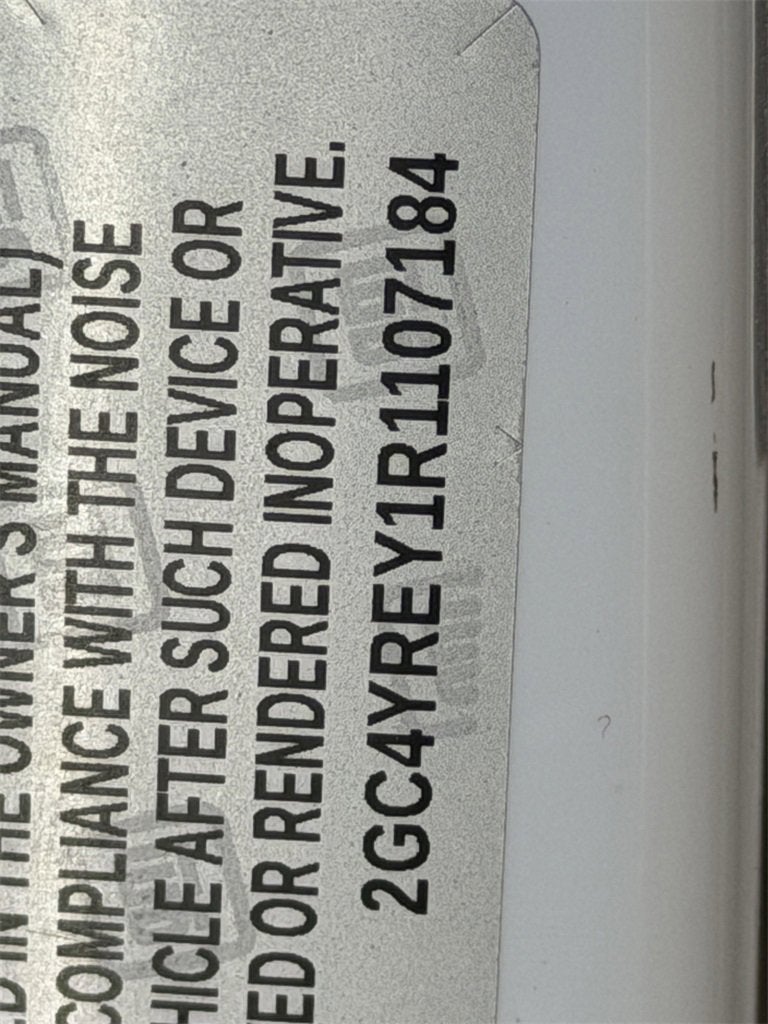 D IN THE OWNER'S MANUAL)
COMPLIANCE WITH THE NOISE
HICLE AFTER SUCH DEVICE OR
ED OR RENDERED INOPERATIVE.
2GC4YREY1R1107184